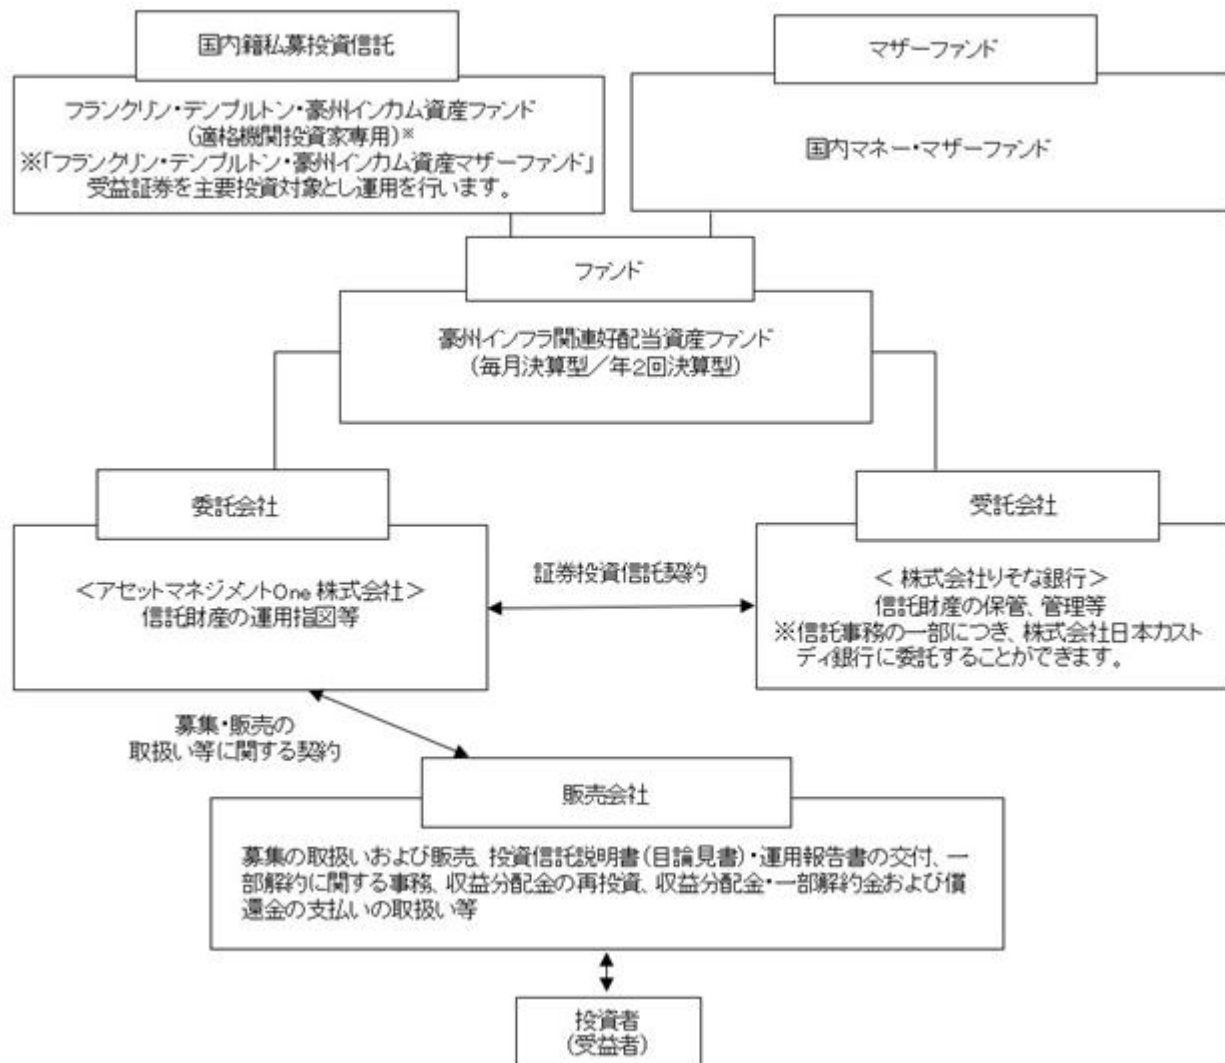 国内籍私募投資信託
フランクリン・テンプルトン・豪州インカム資産ファンド
(適格機関投資家専用)※
※「フランクリン・テンプルトン・豪州インカム資産マザーファンド」
受益証券を主要投資対象とし運用を行います。
マザーファンド
国内マネー・マザーファンド
ファンド
豪州インフラ関連好配当資産ファンド
(毎月決算型／年2回決算型)
委託会社
＜アセットマネジメントOne 株式会社＞
信託財産の運用指図等
証券投資信託契約
受託会社
＜ 株式会社りそな銀行＞
信託財産の保管、管理等
※信託事務の一部につき、株式会社日本カスト
ディ銀行に委託することができます。
募集・販売の
取扱い等に関する契約
販売会社
募集の取扱いおよび販売、投資信託説明書(目論見書)・運用報告書の交付、一
部解約に関する事務、収益分配金の再投資、収益分配金・一部解約金および償
還金の支払いの取扱い等
投資者
(受益者)